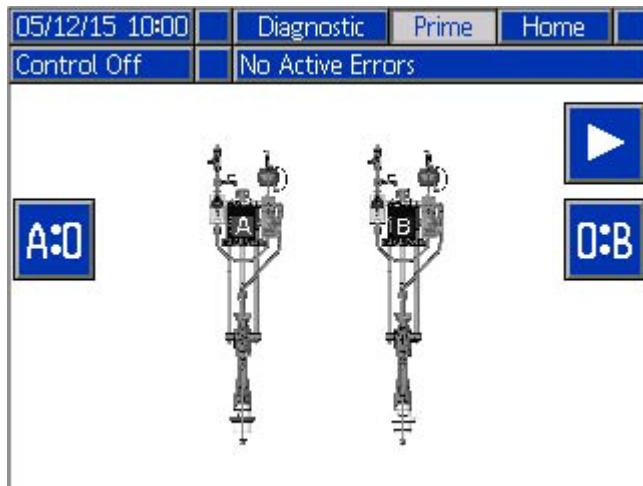 05/12/15 10:00 Diagnostic Prime Home
Control Off No Active Errors
A B
A:0 0:B